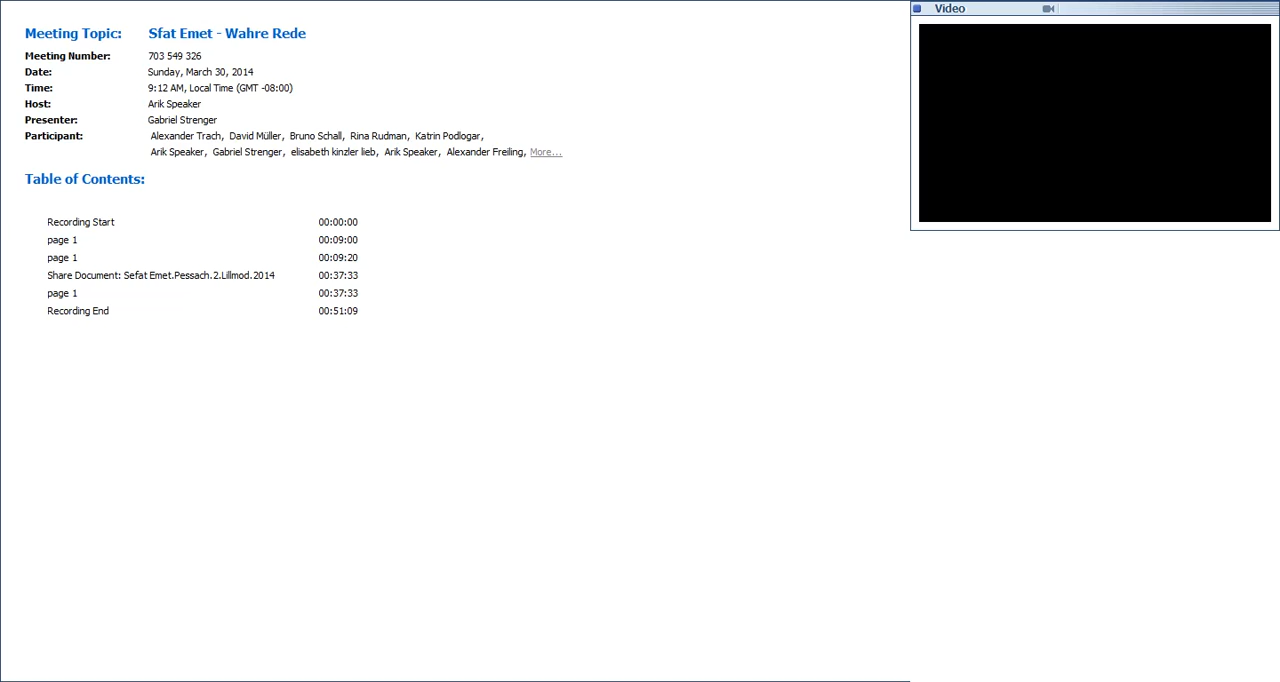 Video
Meeting Topic: Sfat Emet - Wahre Rede
Meeting Number: 703 549 326
Date: Sunday, March 30, 2014
Time: 9:12 AM, Local Time (GMT -08:00)
Host: Arik Speaker
Presenter: Gabriel Strenger
Participant: Alexander Trach, David Müller, Bruno Schall, Rina Rudman, Katrin Podlogar,
Arik Speaker, Gabriel Strenger, elisabeth kinzler lieb, Arik Speaker, Alexander Freiling, More...
Table of Contents:
Recording Start 00:00:00
page 1 00:09:00
page 1 00:09:20
Share Document: Sefat Emet.Pessach.2.Lillmod.2014 00:37:33
page 1 00:37:33
Recording End 00:51:09